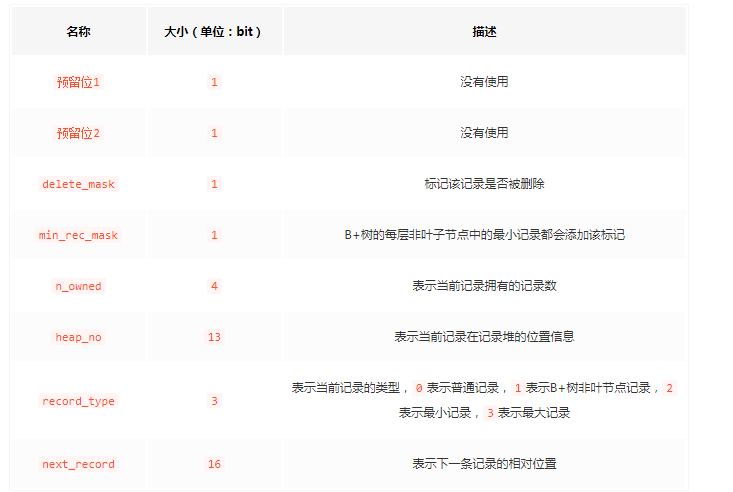 名称 大小（单位：bit） 描述
预留位1 1 没有使用
预留位2 1 没有使用
delete_mask 1 标记该记录是否被删除
min_rec_mask 1 B+树的每层非叶子节点中的最小记录都会添加该标记
n_owned 4 表示当前记录拥有的记录数
heap_no 13 表示当前记录在记录堆的位置信息
record_type 3 表示当前记录的类型，0 表示普通记录，1 表示B+树非叶节点记录，2
表示最小记录，3 表示最大记录
next_record 16 表示下一条记录的相对位置